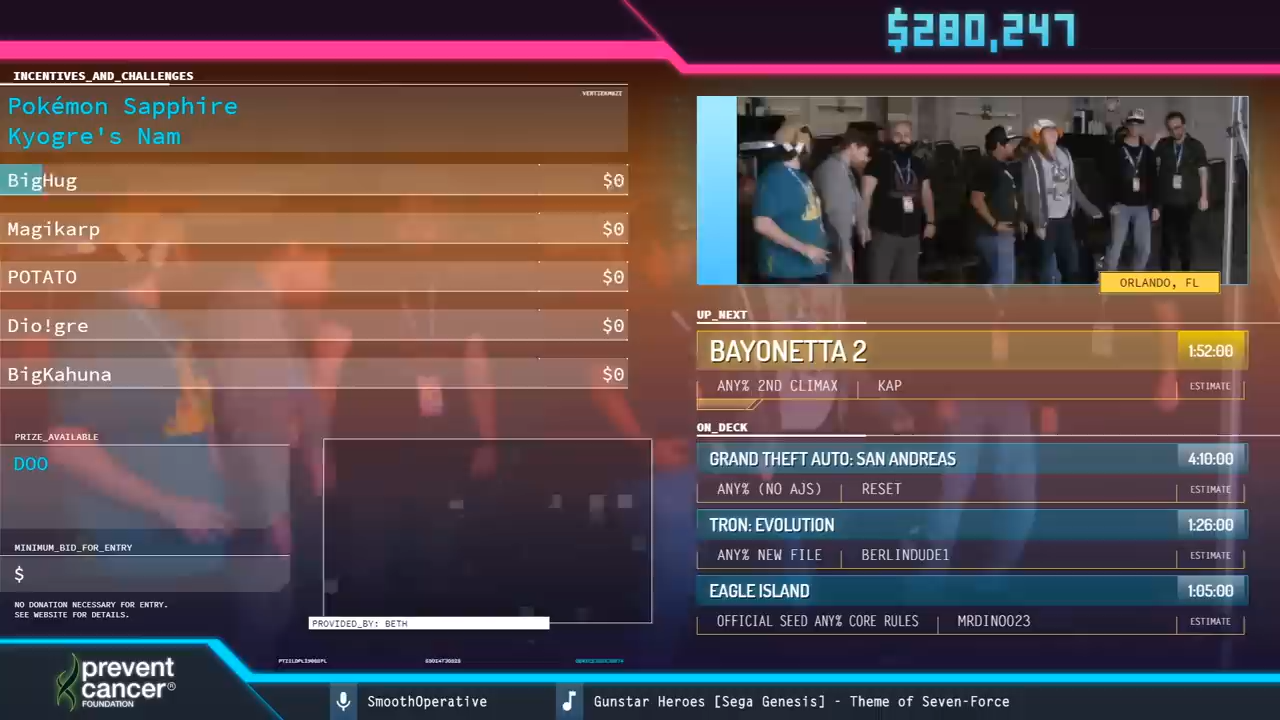 $280,247
INCENTIVES_AND_CHALLENGES
Pokémon Sapphire
Kyogre's Nam
BigHug $0
Magikarp $0
POTATO $0
Dio!gre $0
BigKahuna $0
PRIZE_AVAILABLE
DOO
MINIMUM_BID_FOR_ENTRY
$
NO DONATION NECESSARY FOR ENTRY.
SEE WEBSITE FOR DETAILS.
PROVIDED_BY: BETH
ORLANDO, FL
UP_NEXT
BAYONETTA 2 1:52:00
ANY% 2ND CLIMAX KAP ESTIMATE
ON_DECK
GRAND THEFT AUTO: SAN ANDREAS 4:10:00
ANY% (NO AJS) RESET ESTIMATE
TRON: EVOLUTION 1:26:00
ANY% NEW FILE BERLINDUDE1 ESTIMATE
EAGLE ISLAND 1:05:00
OFFICIAL SEED ANY% CORE RULES MRDINOO23 ESTIMATE
prevent
cancer®
FOUNDATION
SmoothOperative
Gunstar Heroes [Sega Genesis] - Theme of Seven-Force